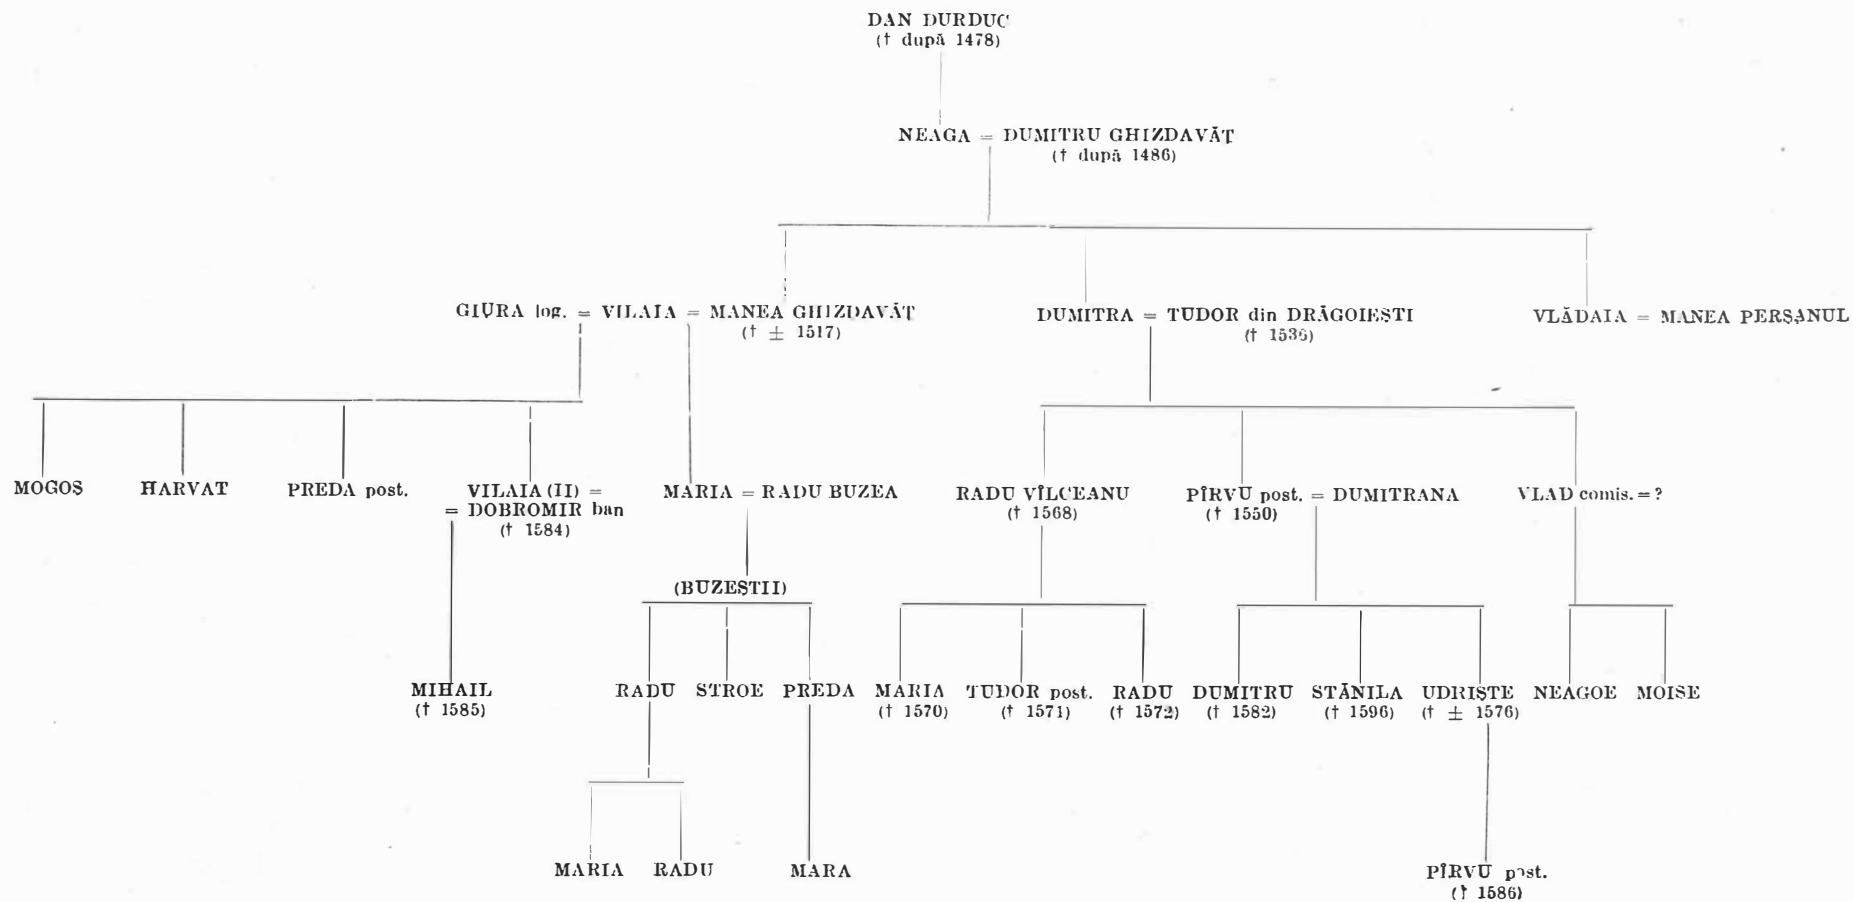 DAN DURDUC
(† după 1478)
NEAGA = DUMITRU GHIZDAVĂȚ
(† după 1486)
GIURA log. = VILAIA = MANEA GHIZDAVĂȚ
(† ± 1517)
DUMITRA = TUDOR din DRĂGOIEȘTI
(† 1536)
VLĂDAIA = MANEA PERȘANUL
MOGOȘ
HARVAT
PREDA post.
VILAIA (II) =
= DOBROMIR ban
(† 1584)
MARIA = RADU BUZEA
RADU VÎLCEANU
(† 1568)
PÎRVU post. = DUMITRANA
(† 1550)
VLAD comis. = ?
(BUZEȘTII)
MIHAIL
(† 1585)
RADU
STROE
PREDA
MARIA
(† 1570)
TUDOR post.
(† 1571)
RADU
(† 1572)
DUMITRU
(† 1582)
STĂNILA
(† 1596)
UDRIȘTE
(† ± 1576)
NEAGOE
MOISE
MARIA
RADU
MARA
PÎRVU post.
(† 1586)